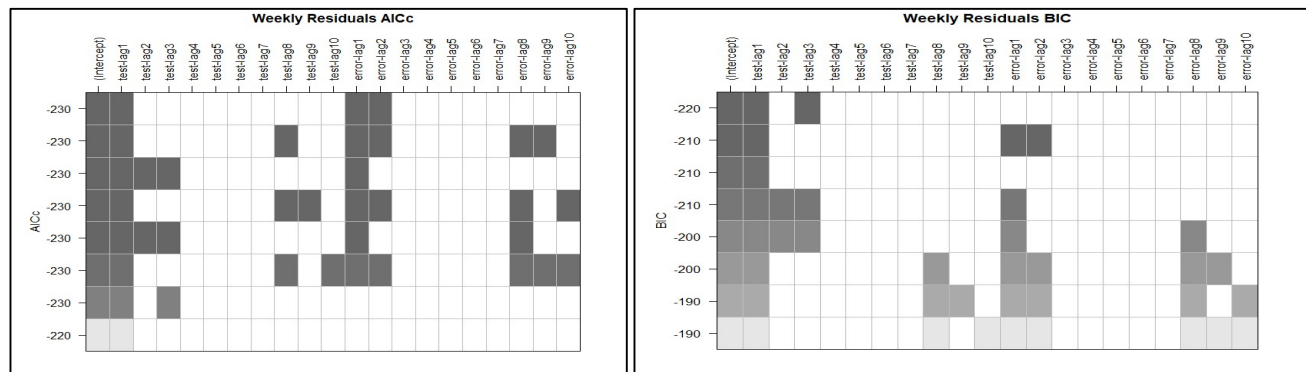 Weekly Residuals AICc
(Intercept)
test-lag1
test-lag2
test-lag3
test-lag4
test-lag5
test-lag6
test-lag7
test-lag8
test-lag9
test-lag10
error-lag1
error-lag2
error-lag3
error-lag4
error-lag5
error-lag6
error-lag7
error-lag8
error-lag9
error-lag10
-230
-230
-230
-230
-230
-230
-230
-220
AICc
Weekly Residuals BIC
(Intercept)
test-lag1
test-lag2
test-lag3
test-lag4
test-lag5
test-lag6
test-lag7
test-lag8
test-lag9
test-lag10
error-lag1
error-lag2
error-lag3
error-lag4
error-lag5
error-lag6
error-lag7
error-lag8
error-lag9
error-lag10
-220
-210
-210
-210
-200
-200
-190
-190
BIC